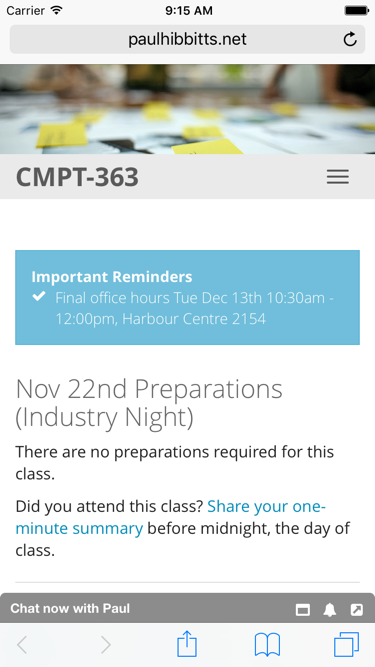 Carrier 9:15 AM
paulhibbitts.net
CMPT-363
Important Reminders
Final office hours Tue Dec 13th 10:30am -
12:00pm, Harbour Centre 2154
Nov 22nd Preparations
(Industry Night)
There are no preparations required for this
class.
Did you attend this class? Share your one-
minute summary before midnight, the day of
class.
Chat now with Paul